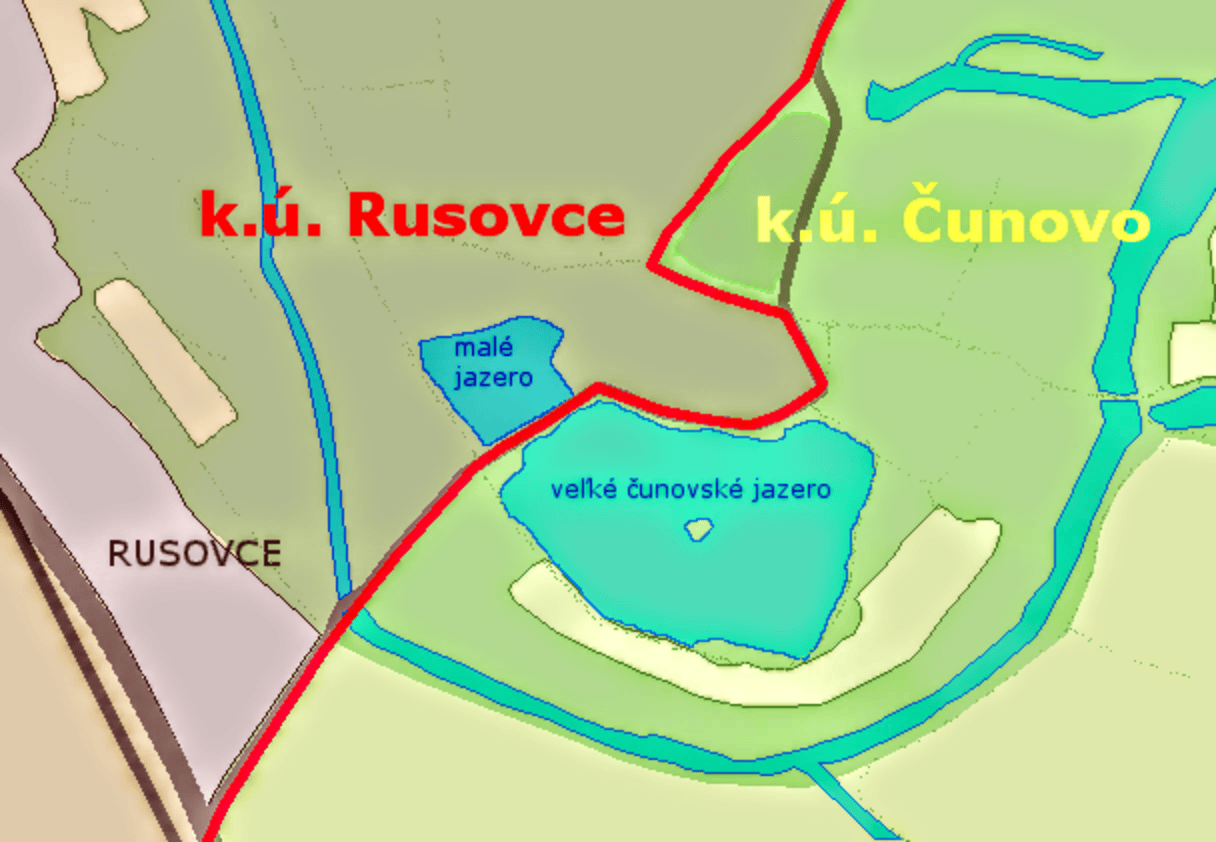 k.ú. Rusovce
k.ú. Čunovo
malé
jazero
veľké čunovské jazero
RUSOVCE